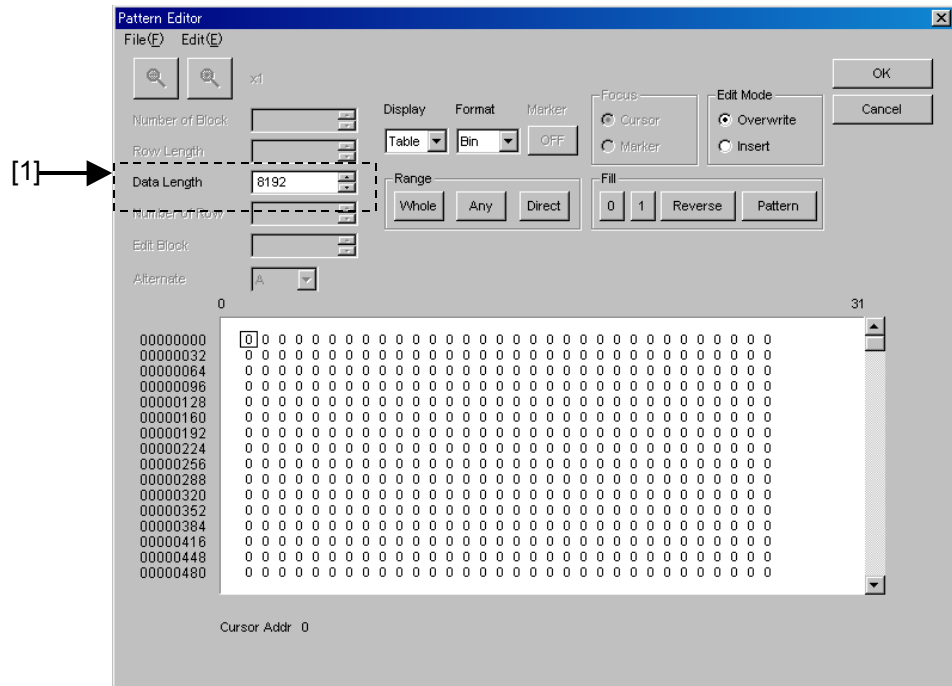 Pattern Editor
File(F) Edit(E)
x1
OK
Cancel
Number of Block
Row Length
Data Length 8192
Number of Row
Edit Block
Alternate A
[1]
Display Format Marker
Table Bin OFF
Focus
Cursor
Marker
Edit Mode
Overwrite
Insert
Range
Whole Any Direct
Fill
0 1 Reverse Pattern
0 31
00000000 0 0 0 0 0 0 0 0 0 0 0 0 0 0 0 0 0 0 0 0 0 0 0 0 0 0 0 0 0 0 0 0
00000032 0 0 0 0 0 0 0 0 0 0 0 0 0 0 0 0 0 0 0 0 0 0 0 0 0 0 0 0 0 0 0 0
00000064 0 0 0 0 0 0 0 0 0 0 0 0 0 0 0 0 0 0 0 0 0 0 0 0 0 0 0 0 0 0 0 0
00000096 0 0 0 0 0 0 0 0 0 0 0 0 0 0 0 0 0 0 0 0 0 0 0 0 0 0 0 0 0 0 0 0
00000128 0 0 0 0 0 0 0 0 0 0 0 0 0 0 0 0 0 0 0 0 0 0 0 0 0 0 0 0 0 0 0 0
00000160 0 0 0 0 0 0 0 0 0 0 0 0 0 0 0 0 0 0 0 0 0 0 0 0 0 0 0 0 0 0 0 0
00000192 0 0 0 0 0 0 0 0 0 0 0 0 0 0 0 0 0 0 0 0 0 0 0 0 0 0 0 0 0 0 0 0
00000224 0 0 0 0 0 0 0 0 0 0 0 0 0 0 0 0 0 0 0 0 0 0 0 0 0 0 0 0 0 0 0 0
00000256 0 0 0 0 0 0 0 0 0 0 0 0 0 0 0 0 0 0 0 0 0 0 0 0 0 0 0 0 0 0 0 0
00000288 0 0 0 0 0 0 0 0 0 0 0 0 0 0 0 0 0 0 0 0 0 0 0 0 0 0 0 0 0 0 0 0
00000320 0 0 0 0 0 0 0 0 0 0 0 0 0 0 0 0 0 0 0 0 0 0 0 0 0 0 0 0 0 0 0 0
00000352 0 0 0 0 0 0 0 0 0 0 0 0 0 0 0 0 0 0 0 0 0 0 0 0 0 0 0 0 0 0 0 0
00000384 0 0 0 0 0 0 0 0 0 0 0 0 0 0 0 0 0 0 0 0 0 0 0 0 0 0 0 0 0 0 0 0
00000416 0 0 0 0 0 0 0 0 0 0 0 0 0 0 0 0 0 0 0 0 0 0 0 0 0 0 0 0 0 0 0 0
00000448 0 0 0 0 0 0 0 0 0 0 0 0 0 0 0 0 0 0 0 0 0 0 0 0 0 0 0 0 0 0 0 0
00000480 0 0 0 0 0 0 0 0 0 0 0 0 0 0 0 0 0 0 0 0 0 0 0 0 0 0 0 0 0 0 0 0
Cursor Addr 0